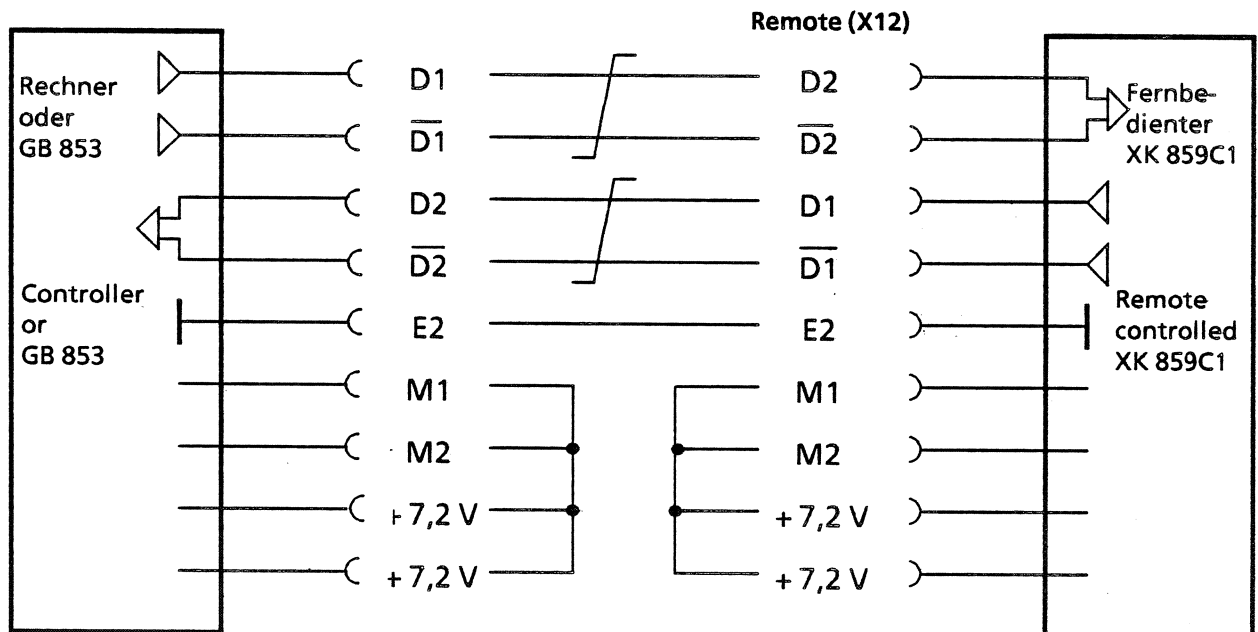 Remote (X12)
Rechner
oder
GB 853
Controller
or
GB 853
D1
D̅1̅
D2
D̅2̅
E2
M1
M2
+7,2 V
+7,2 V
D2
D̅2̅
D1
D̅1̅
E2
M1
M2
+7,2 V
+7,2 V
Fernbe-
dienter
XK 859C1
Remote
controlled
XK 859C1